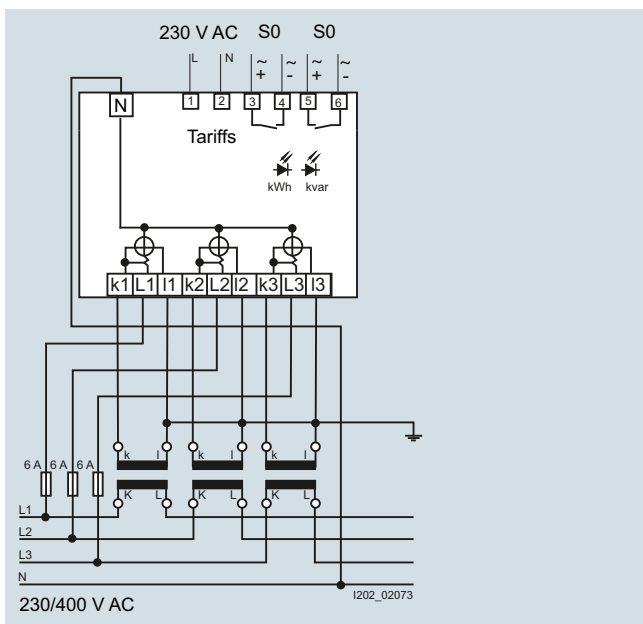 230 V AC S0 S0
L N ~ ~ ~ ~
+ - + -
N 1 2 3 4 5 6
Tariffs
kWh kvar
k1 L1 l1 k2 L2 l2 k3 L3 l3
k l k l k l
6 A 6 A 6 A
K L K L K L
L1
L2
L3
N
I202_02073
230/400 V AC